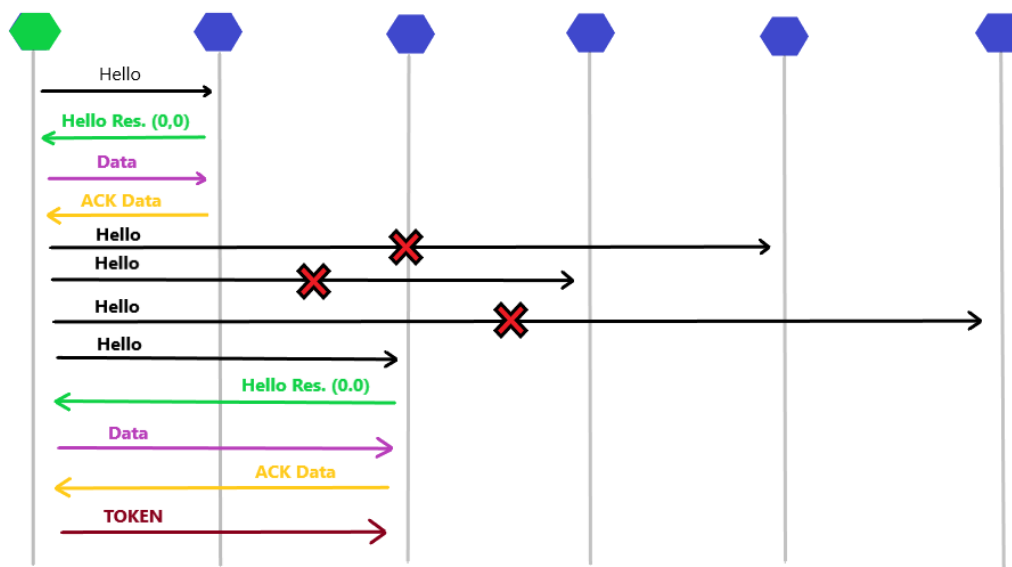 Hello
Hello Res. (0,0)
Data
ACK Data
Hello
Hello
Hello
Hello
Hello Res. (0.0)
Data
ACK Data
TOKEN